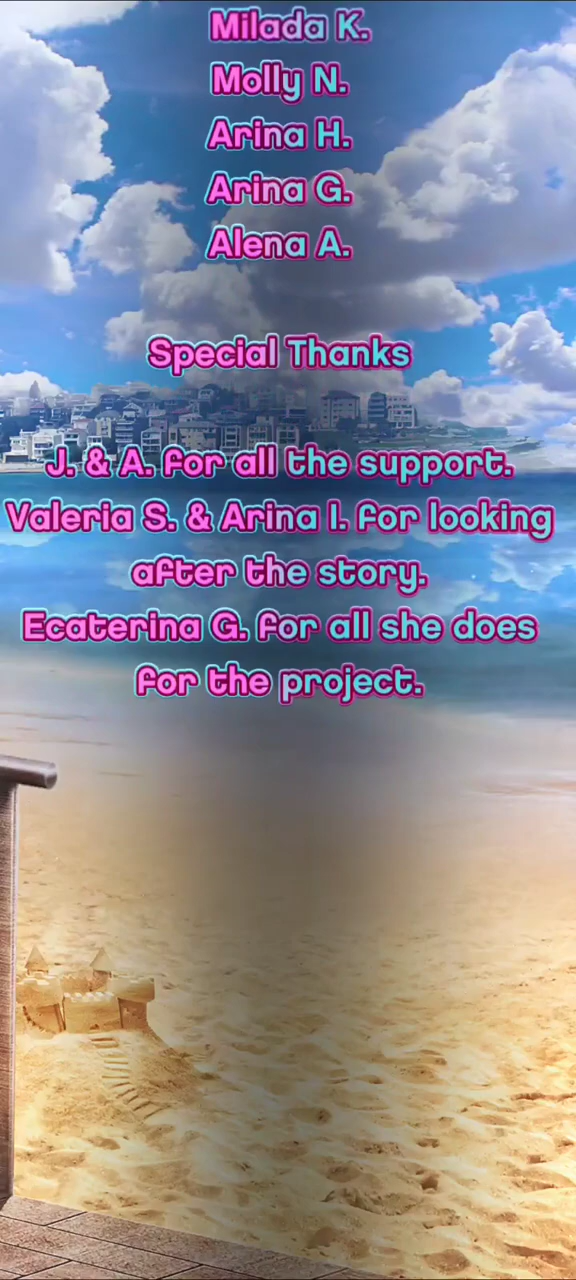 Milada K.
Molly N.
Arina H.
Arina G.
Alena A.
Special Thanks
J. & A. for all the support.
Valeria S. & Arina I. for looking
after the story.
Ecaterina G. for all she does
for the project.